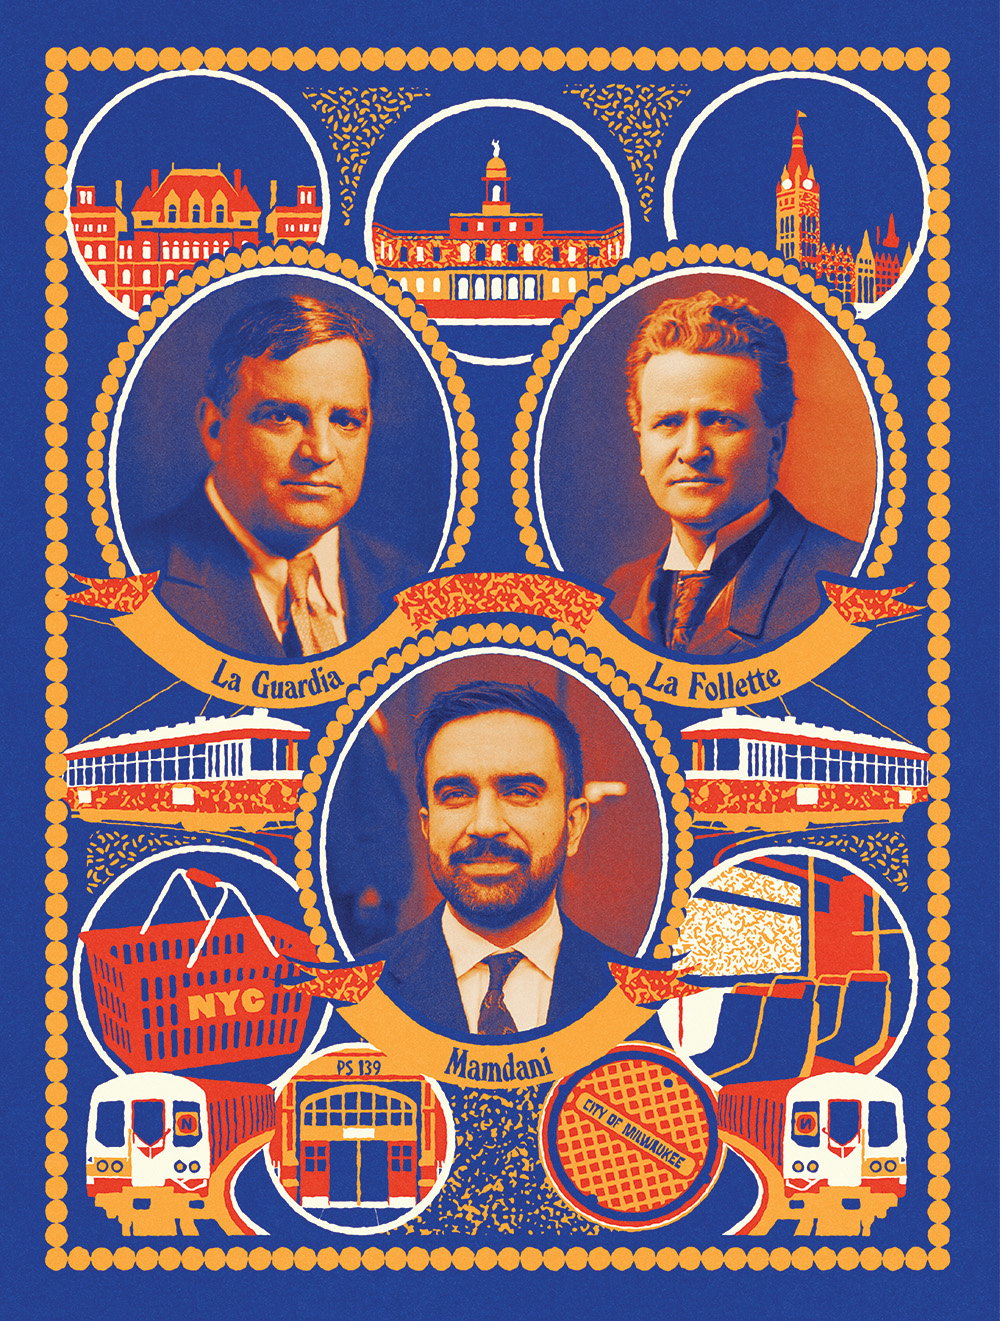 La Guardia
La Follette
Mamdani
NYC
PS 139
CITY OF MILWAUKEE
N
N